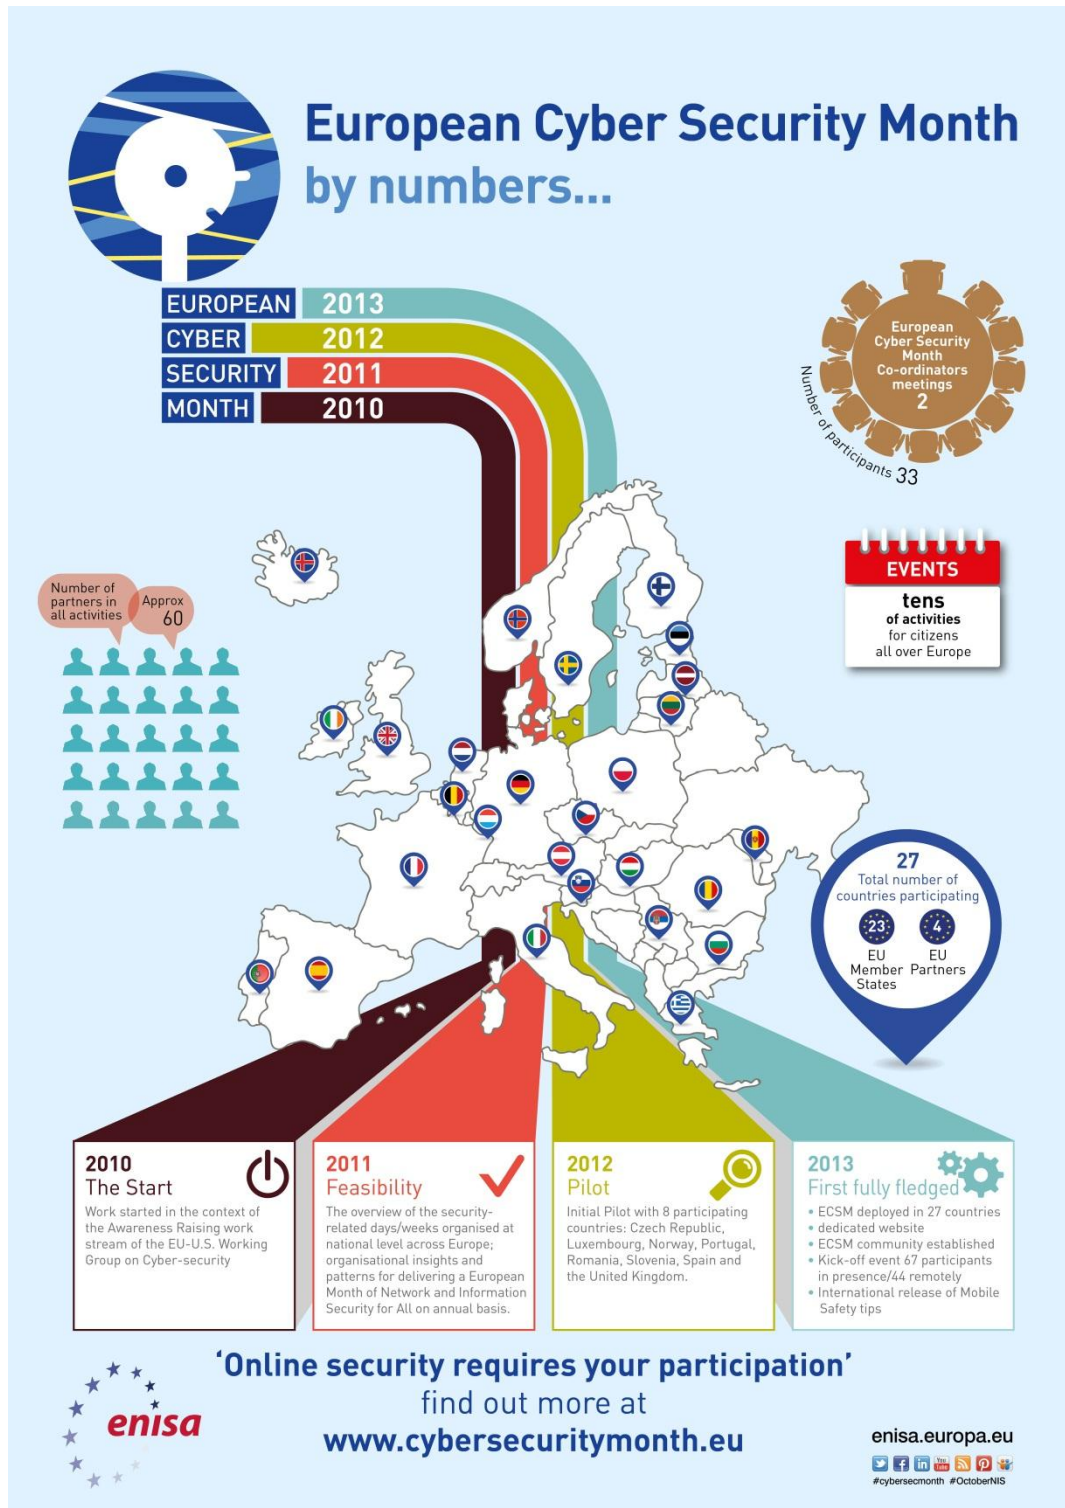 European Cyber Security Month
by numbers...
EUROPEAN 2013
CYBER 2012
SECURITY 2011
MONTH 2010
European
Cyber Security
Month
Co-ordinators
meetings
2
Number of participants 33
EVENTS
tens
of activities
for citizens
all over Europe
Number of
partners in
all activities
Approx
60
27
Total number of
countries participating
23
EU
Member
States
4
EU
Partners
2010
The Start
Work started in the context of
the Awareness Raising work
stream of the EU-U.S. Working
Group on Cyber-security
2011
Feasibility
The overview of the security-
related days/weeks organised at
national level across Europe;
organisational insights and
patterns for delivering a European
Month of Network and Information
Security for All on annual basis.
2012
Pilot
Initial Pilot with 8 participating
countries: Czech Republic,
Luxembourg, Norway, Portugal,
Romania, Slovenia, Spain and
the United Kingdom.
2013
First fully fledged
• ECSM deployed in 27 countries
• dedicated website
• ECSM community established
• Kick-off event 67 participants
in presence/44 remotely
• International release of Mobile
Safety tips
'Online security requires your participation'
find out more at
www.cybersecuritymonth.eu
enisa
enisa.europa.eu
#cybersecmonth #OctoberNIS